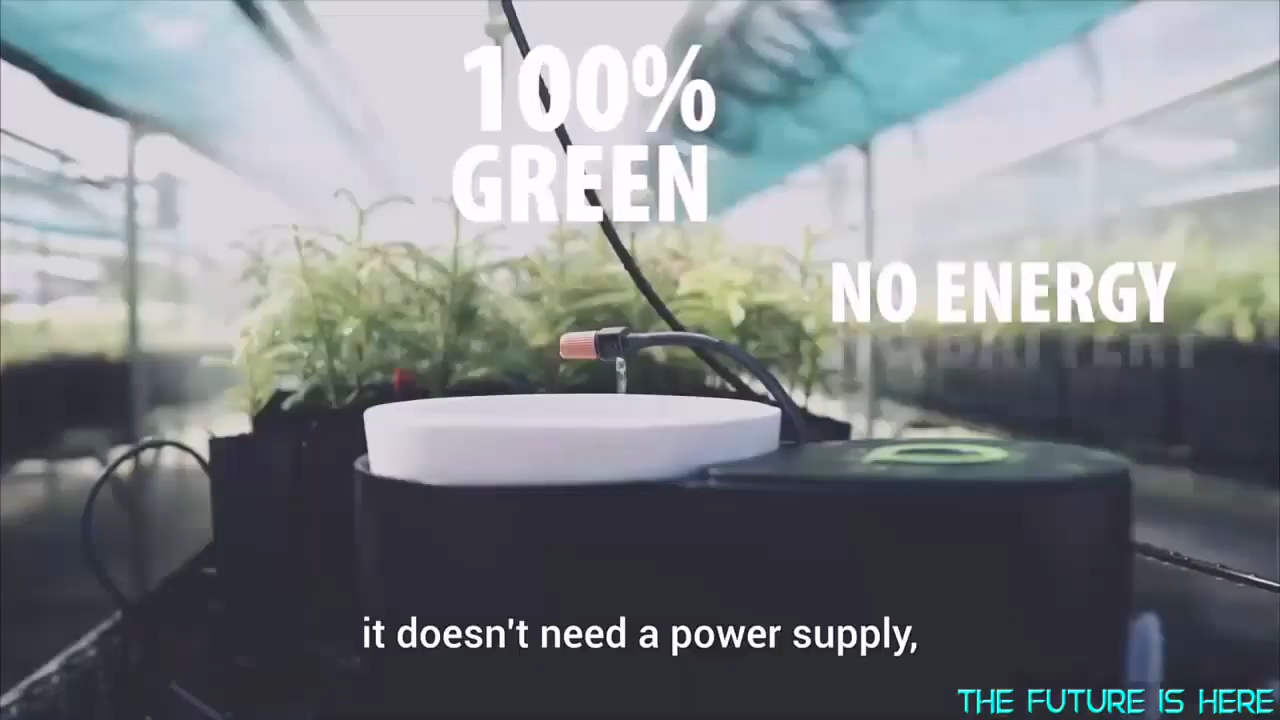 100%
GREEN
NO ENERGY
it doesn't need a power supply,
THE FUTURE IS HERE